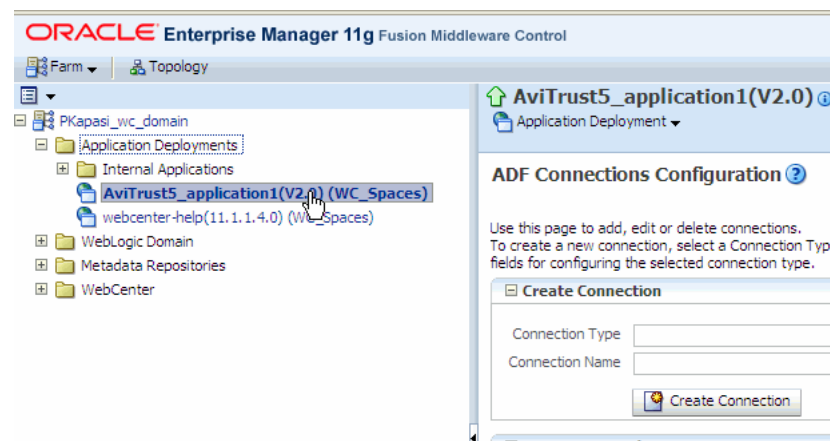 ORACLE Enterprise Manager 11g Fusion Middleware Control
Farm Topology
PKapasi_wc_domain
Application Deployments
Internal Applications
AviTrust5_application1(V2.0) (WC_Spaces)
webcenter-help(11.1.1.4.0) (WC_Spaces)
WebLogic Domain
Metadata Repositories
WebCenter
AviTrust5_application1(V2.0)
Application Deployment
ADF Connections Configuration
Use this page to add, edit or delete connections.
To create a new connection, select a Connection Typ
fields for configuring the selected connection type.
Create Connection
Connection Type
Connection Name
Create Connection